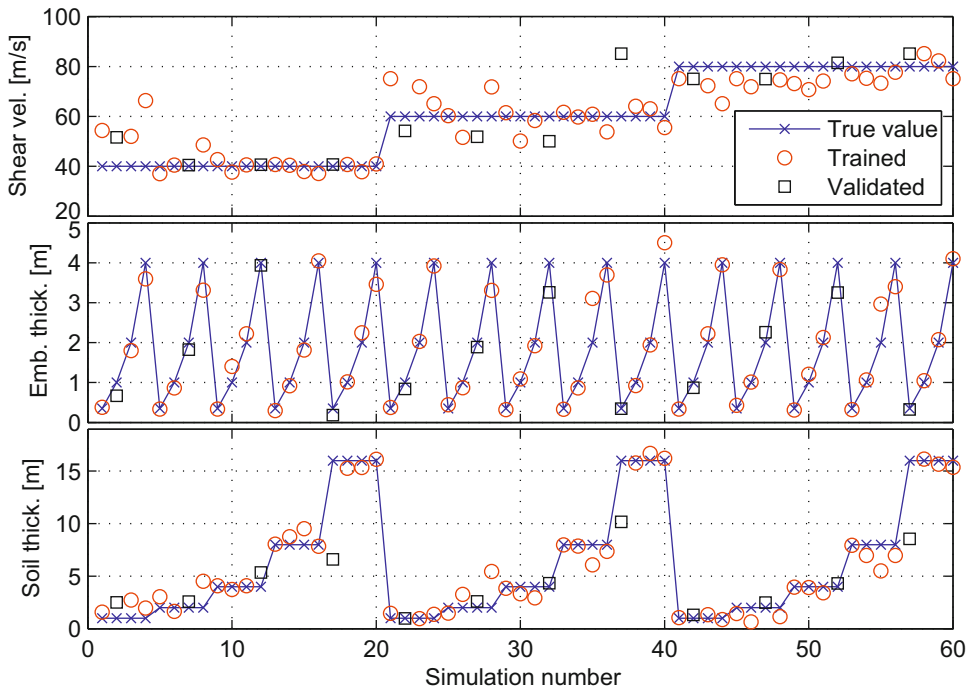 100
80
60
40
20
Shear vel. [m/s]
True value
Trained
Validated
5
4
3
2
1
0
Emb. thick. [m]
15
10
5
0
Soil thick. [m]
0 10 20 30 40 50 60
Simulation number